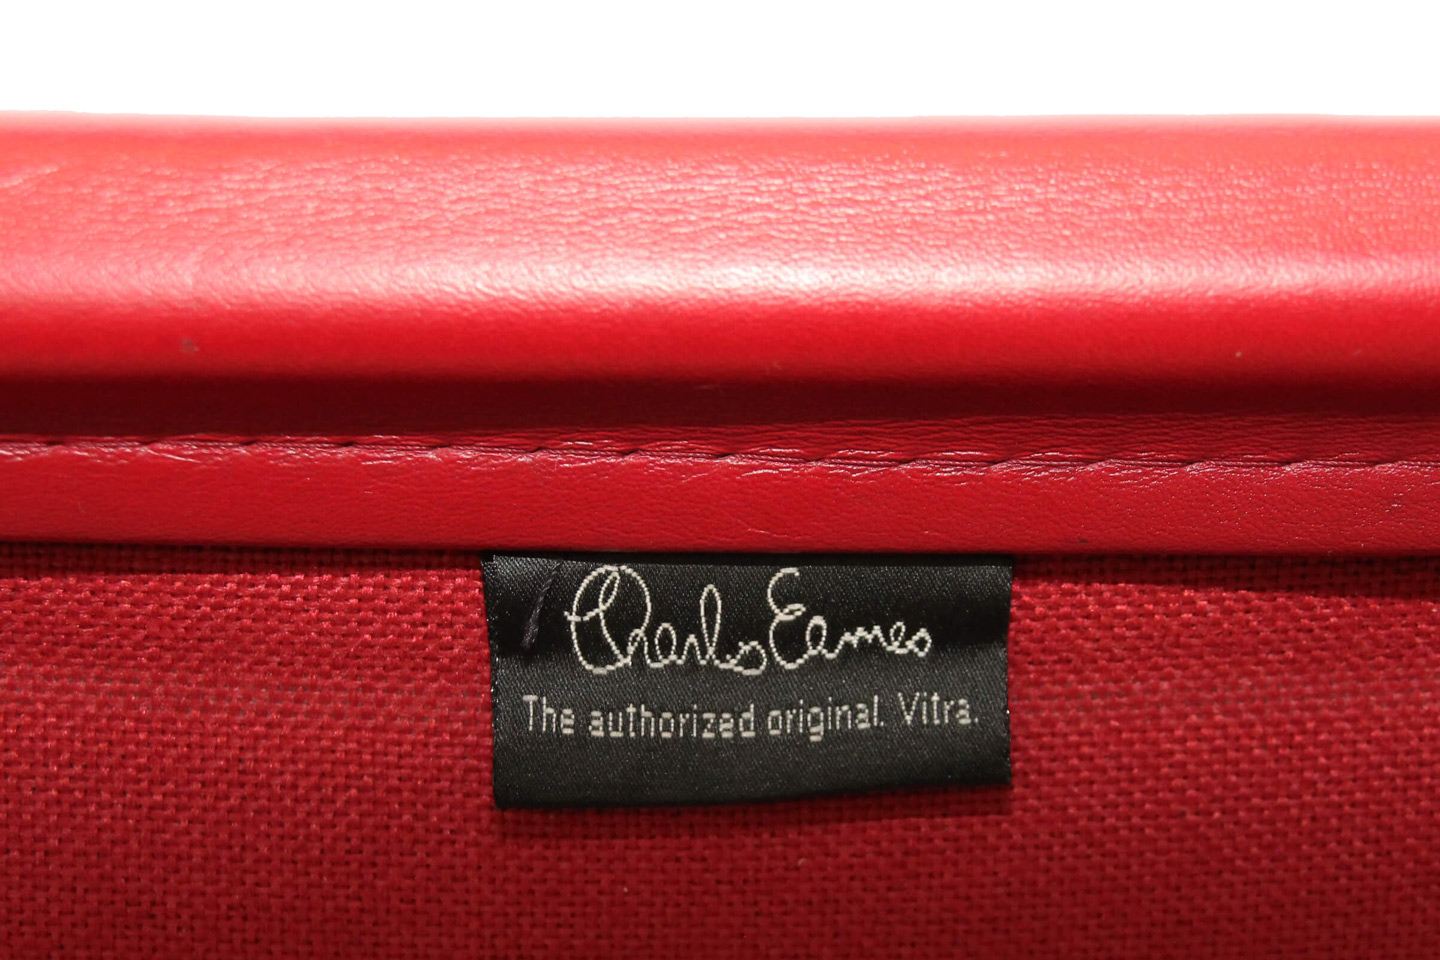 Charles Eames
The authorized original. Vitra.